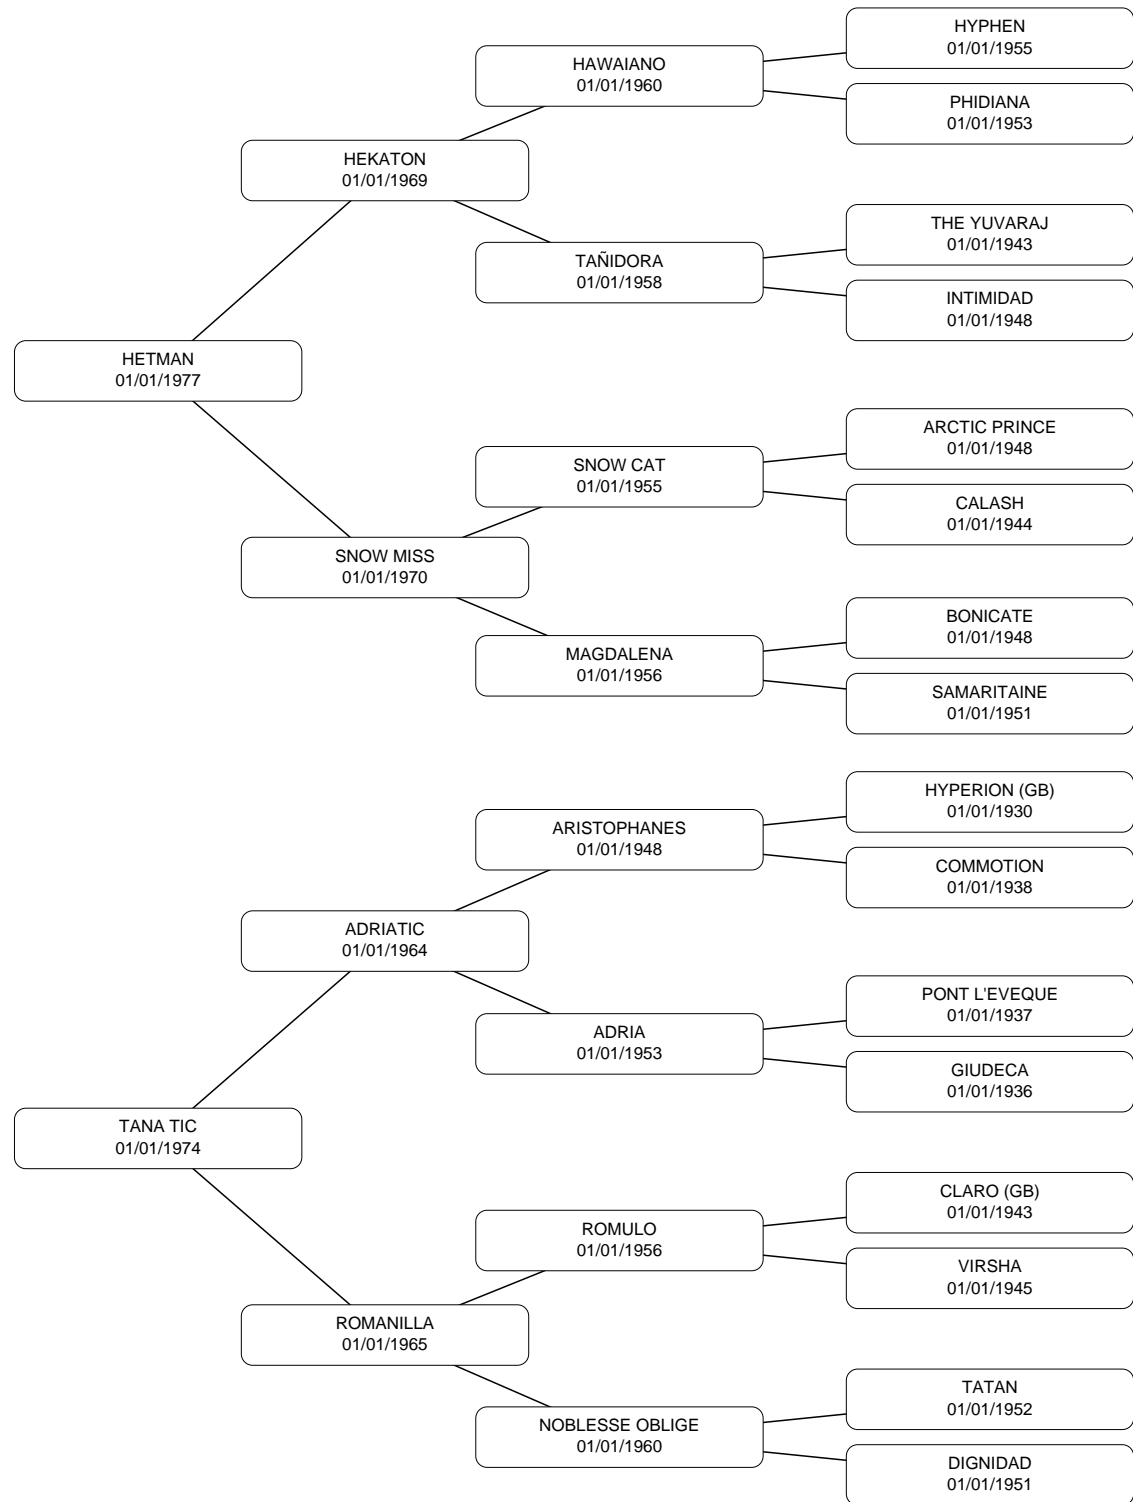 HYPHEN
01/01/1955
HAWAIANO
01/01/1960
PHIDIANA
01/01/1953
HEKATON
01/01/1969
THE YUVARAJ
01/01/1943
TAÑIDORA
01/01/1958
INTIMIDAD
01/01/1948
HETMAN
01/01/1977
ARCTIC PRINCE
01/01/1948
SNOW CAT
01/01/1955
CALASH
01/01/1944
SNOW MISS
01/01/1970
BONICATE
01/01/1948
MAGDALENA
01/01/1956
SAMARITAINE
01/01/1951
HYPERION (GB)
01/01/1930
ARISTOPHANES
01/01/1948
COMMOTION
01/01/1938
ADRIATIC
01/01/1964
PONT L'EVEQUE
01/01/1937
ADRIA
01/01/1953
GIUDECA
01/01/1936
TANA TIC
01/01/1974
CLARO (GB)
01/01/1943
ROMULO
01/01/1956
VIRSHA
01/01/1945
ROMANILLA
01/01/1965
TATAN
01/01/1952
NOBLESSE OBLIGE
01/01/1960
DIGNIDAD
01/01/1951